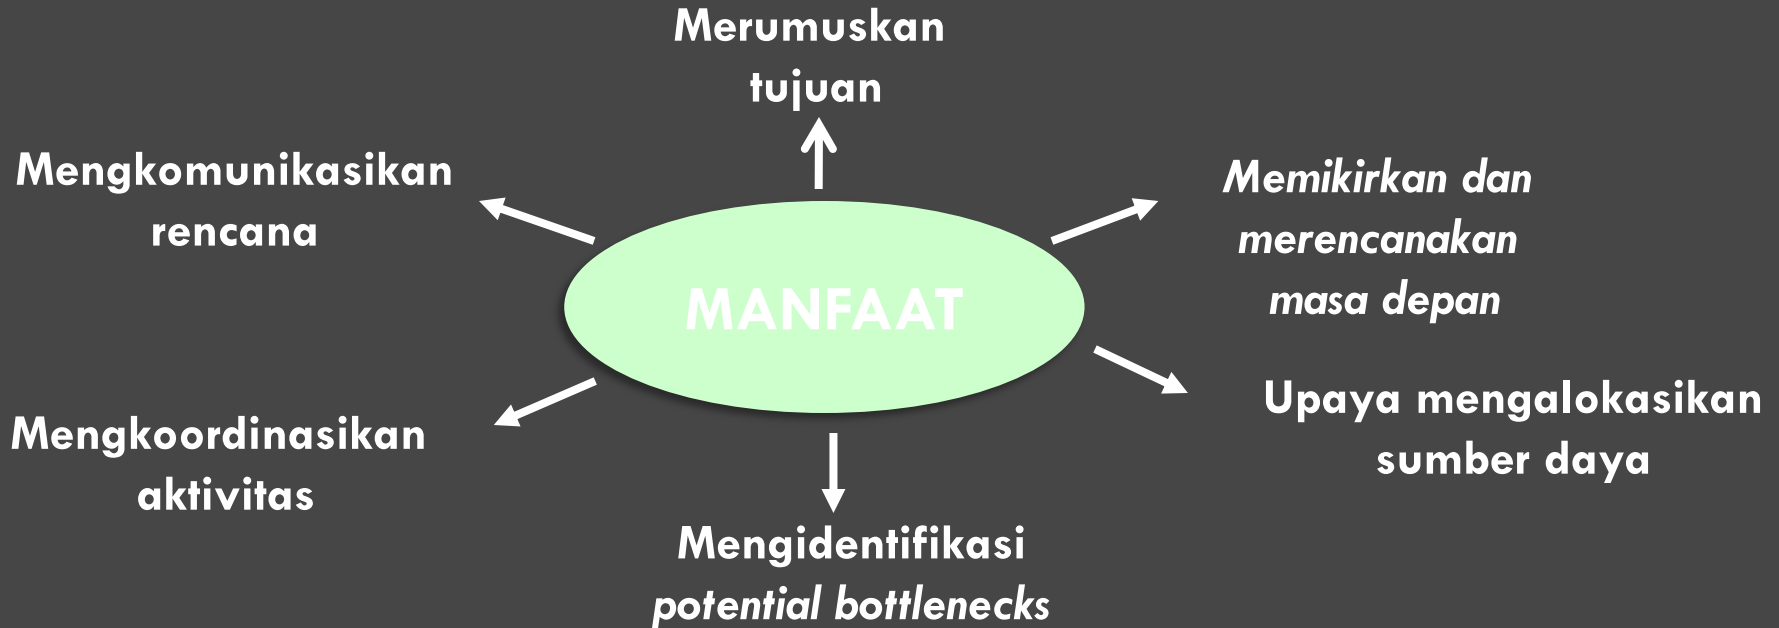 Merumuskan
tujuan
Mengkomunikasikan
rencana
Memikirkan dan
merencanakan
masa depan
MANFAAT
Upaya mengalokasikan
sumber daya
Mengkoordinasikan
aktivitas
Mengidentifikasi
potential bottlenecks